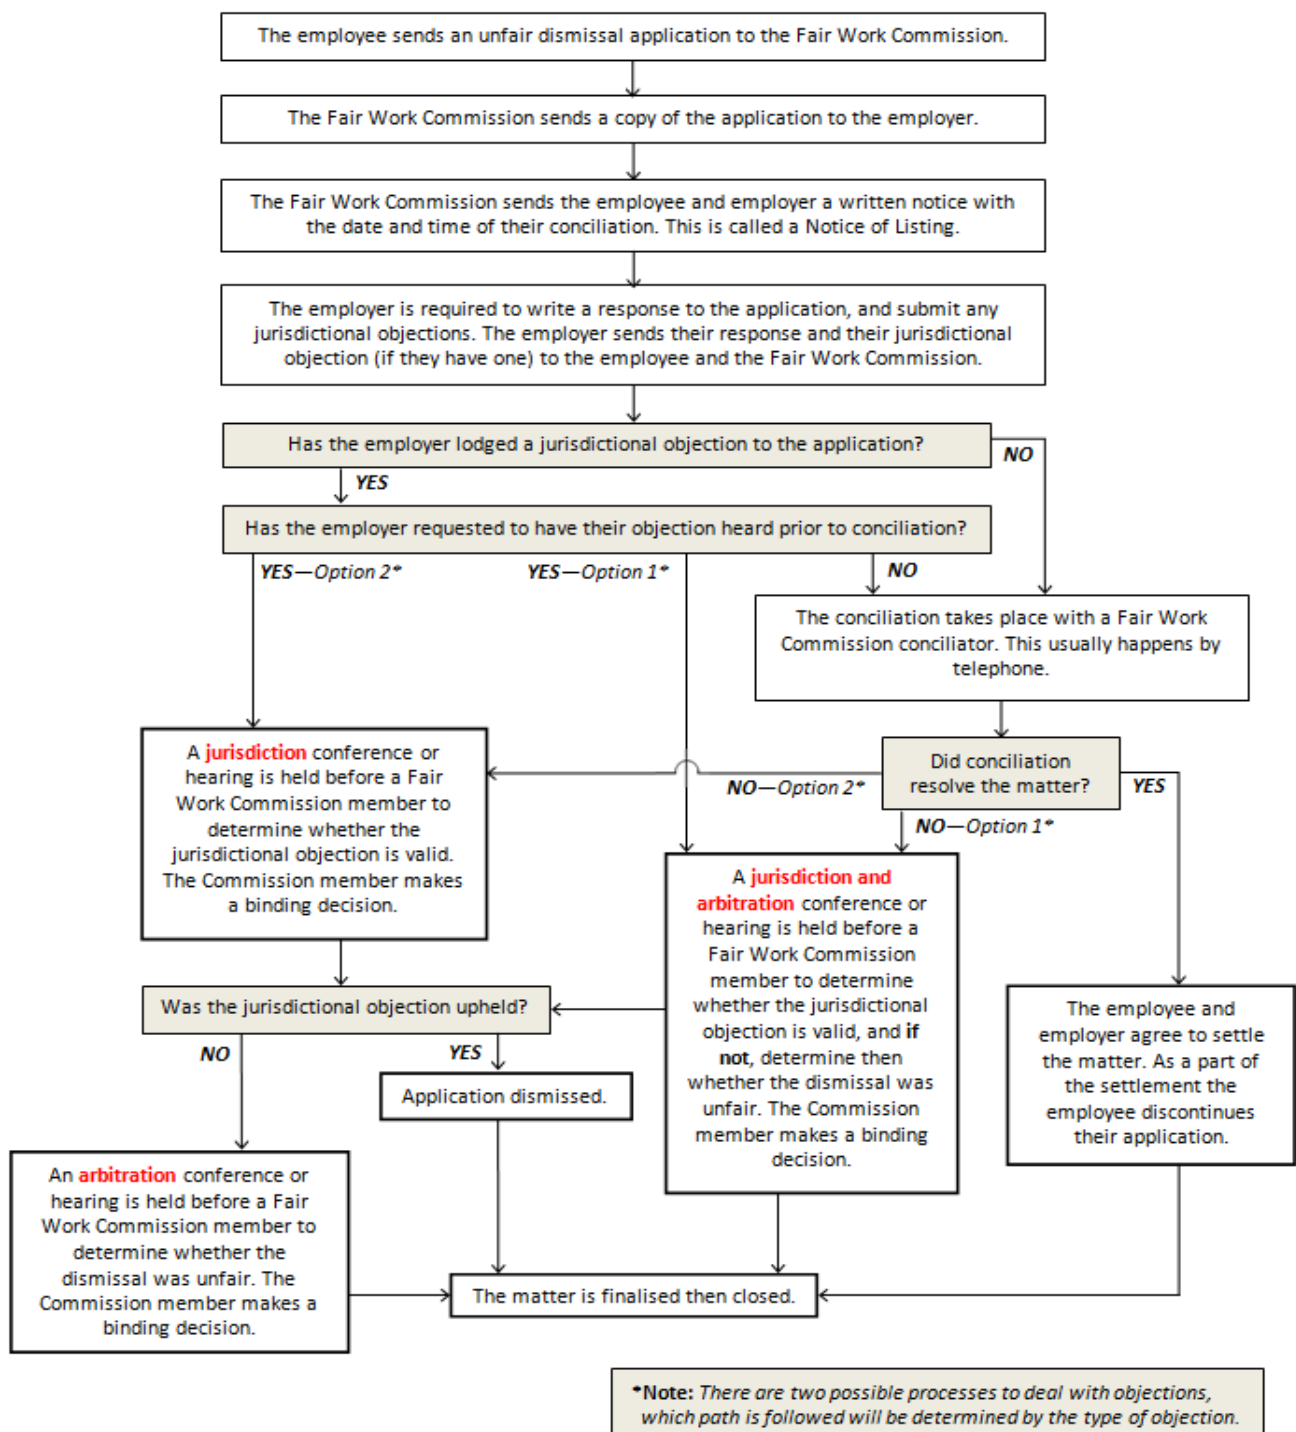 The employee sends an unfair dismissal application to the Fair Work Commission.
The Fair Work Commission sends a copy of the application to the employer.
The Fair Work Commission sends the employee and employer a written notice with
the date and time of their conciliation. This is called a Notice of Listing.
The employer is required to write a response to the application, and submit any
jurisdictional objections. The employer sends their response and their jurisdictional
objection (if they have one) to the employee and the Fair Work Commission.
Has the employer lodged a jurisdictional objection to the application?
NO
YES
Has the employer requested to have their objection heard prior to conciliation?
YES—Option 2*
YES—Option 1*
NO
The conciliation takes place with a Fair Work
Commission conciliator. This usually happens by
telephone.
A jurisdiction conference or
hearing is held before a Fair
Work Commission member to
determine whether the
jurisdictional objection is valid.
The Commission member makes
a binding decision.
Did conciliation
resolve the matter?
NO—Option 2*
YES
NO—Option 1*
A jurisdiction and
arbitration conference or
hearing is held before a
Fair Work Commission
member to determine
whether the jurisdictional
objection is valid, and if
not, determine then
whether the dismissal was
unfair. The Commission
member makes a binding
decision.
Was the jurisdictional objection upheld?
NO
YES
Application dismissed.
The employee and
employer agree to settle
the matter. As a part of
the settlement the
employee discontinues
their application.
An arbitration conference or
hearing is held before a Fair
Work Commission member to
determine whether the
dismissal was unfair. The
Commission member makes a
binding decision.
The matter is finalised then closed.
*Note: There are two possible processes to deal with objections,
which path is followed will be determined by the type of objection.